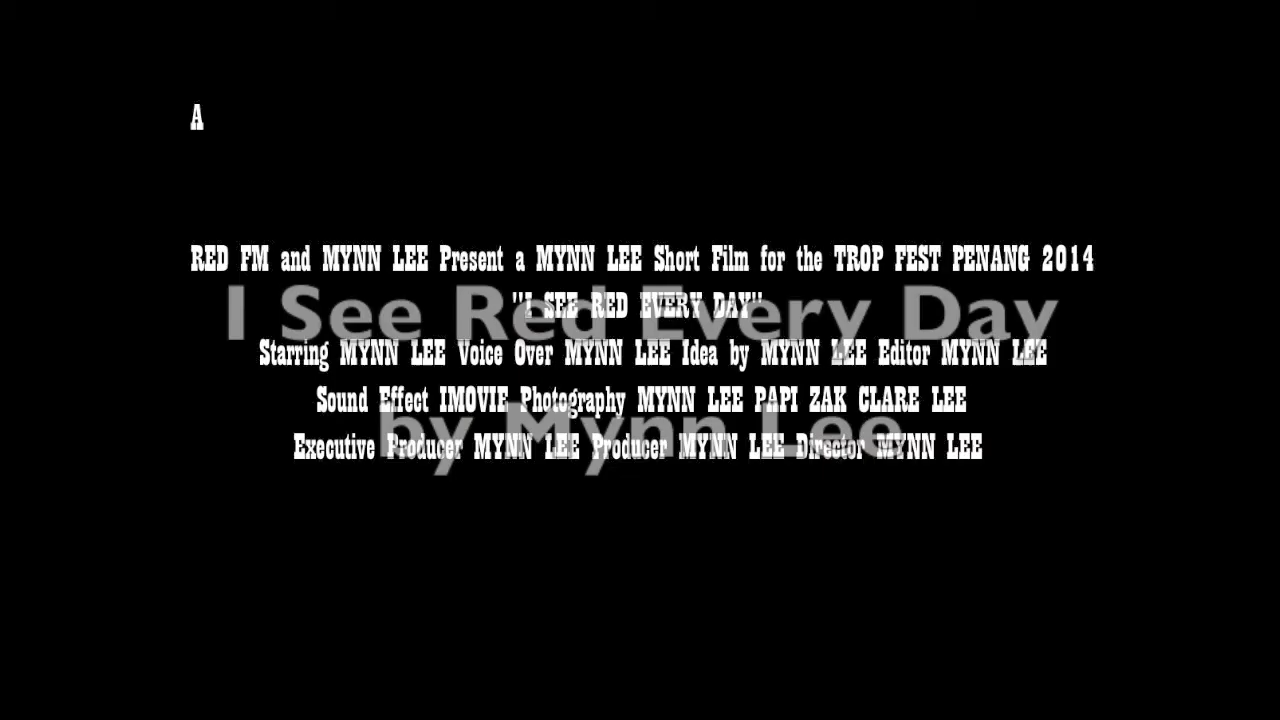 A
RED FM and MYNN LEE Present a MYNN LEE Short Film for the TROP FEST PENANG 2014
"I SEE RED EVERY DAY"
I See Red Every Day
Starring MYNN LEE Voice Over MYNN LEE Idea by MYNN LEE Editor MYNN LEE
Sound Effect IMOVIE Photography MYNN LEE PAPI ZAK CLARE LEE
by Mynn Lee
Executive Producer MYNN LEE Producer MYNN LEE Director MYNN LEE